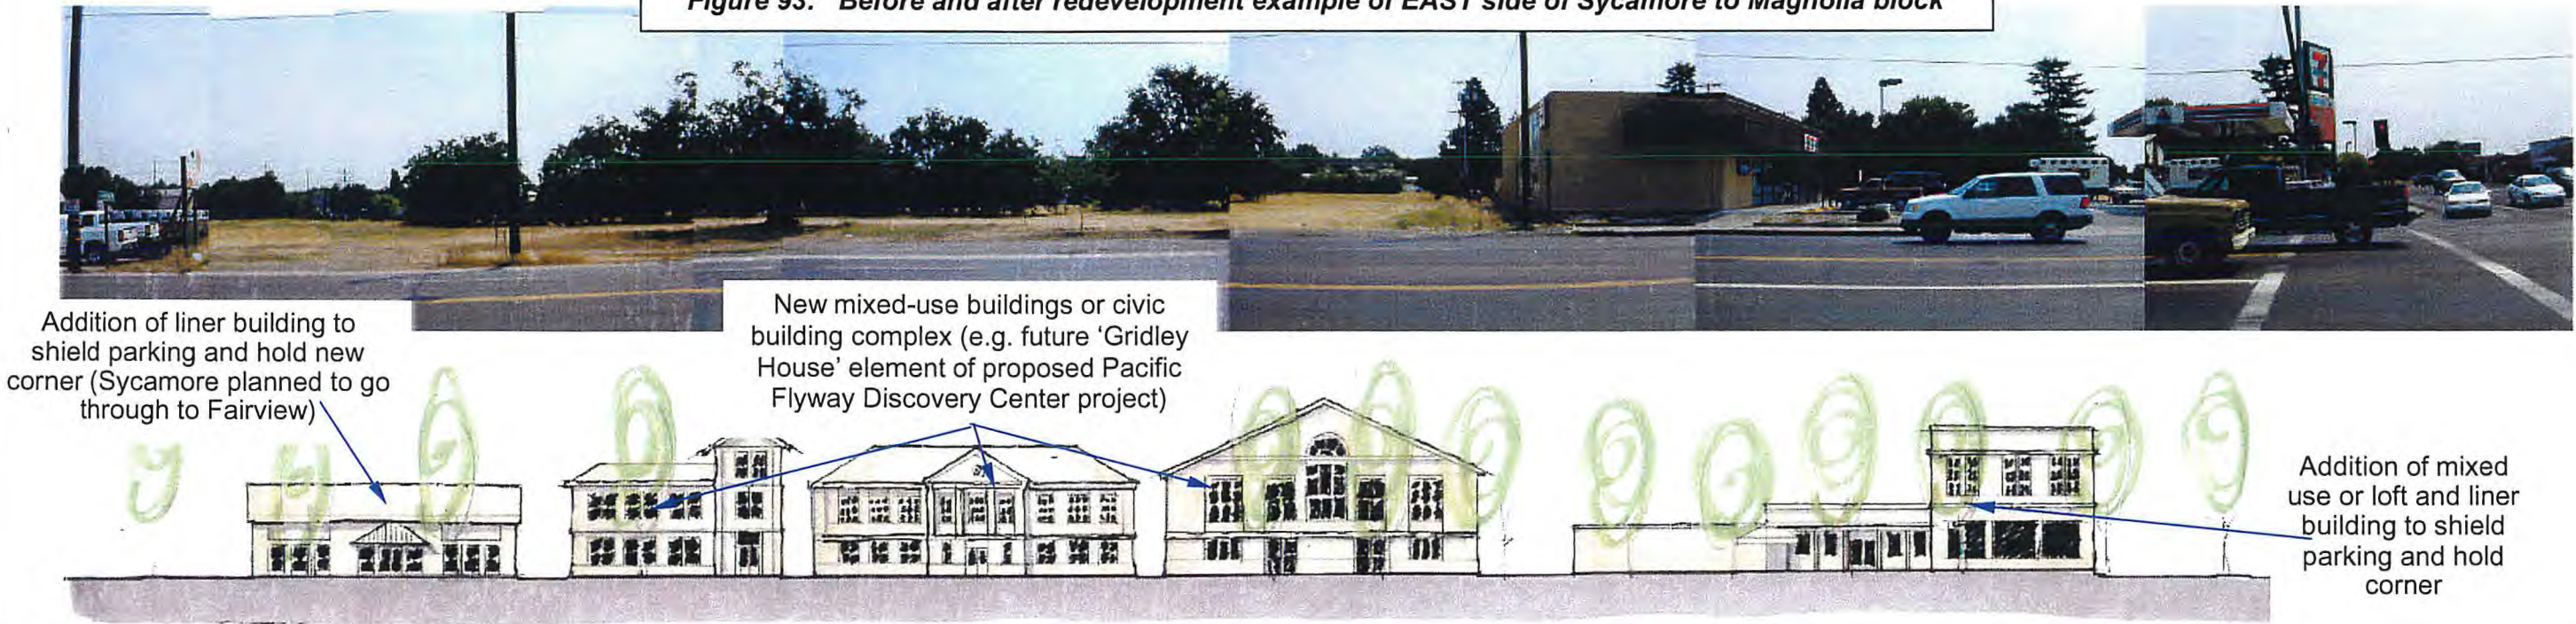 Figure 93: Before and after redevelopment example of EAST side of Sycamore to Magnolia block
7
Addition of liner building to
shield parking and hold new
corner (Sycamore planned to go
through to Fairview)
New mixed-use buildings or civic
building complex (e.g. future ‘Gridley
House’ element of proposed Pacific
Flyway Discovery Center project)
Addition of mixed
use or loft and liner
building to shield
parking and hold
corner